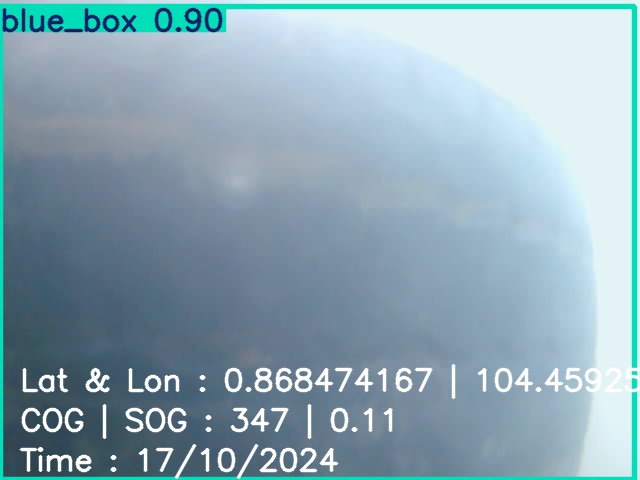 blue_box 0.90
Lat & Lon : 0.868474167 | 104.45925
COG | SOG : 347 | 0.11
Time : 17/10/2024